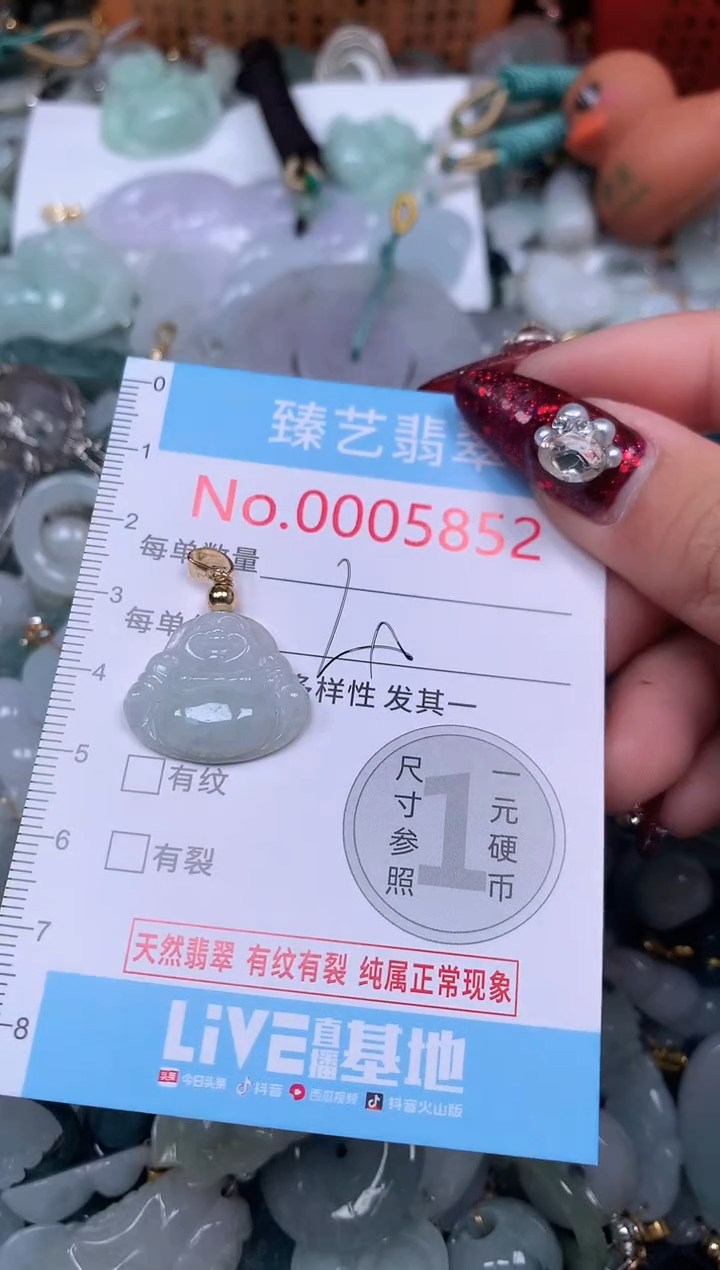 0
臻艺翡翠
1
No.0005852
2
每单数量
3
每单
4
多样性 发其一
5
有纹
尺寸参照
1
一元硬币
6
有裂
7
天然翡翠 有纹有裂 纯属正常现象
8
LiVE直播基地
头条 今日头条 抖音 西瓜视频 抖音火山版